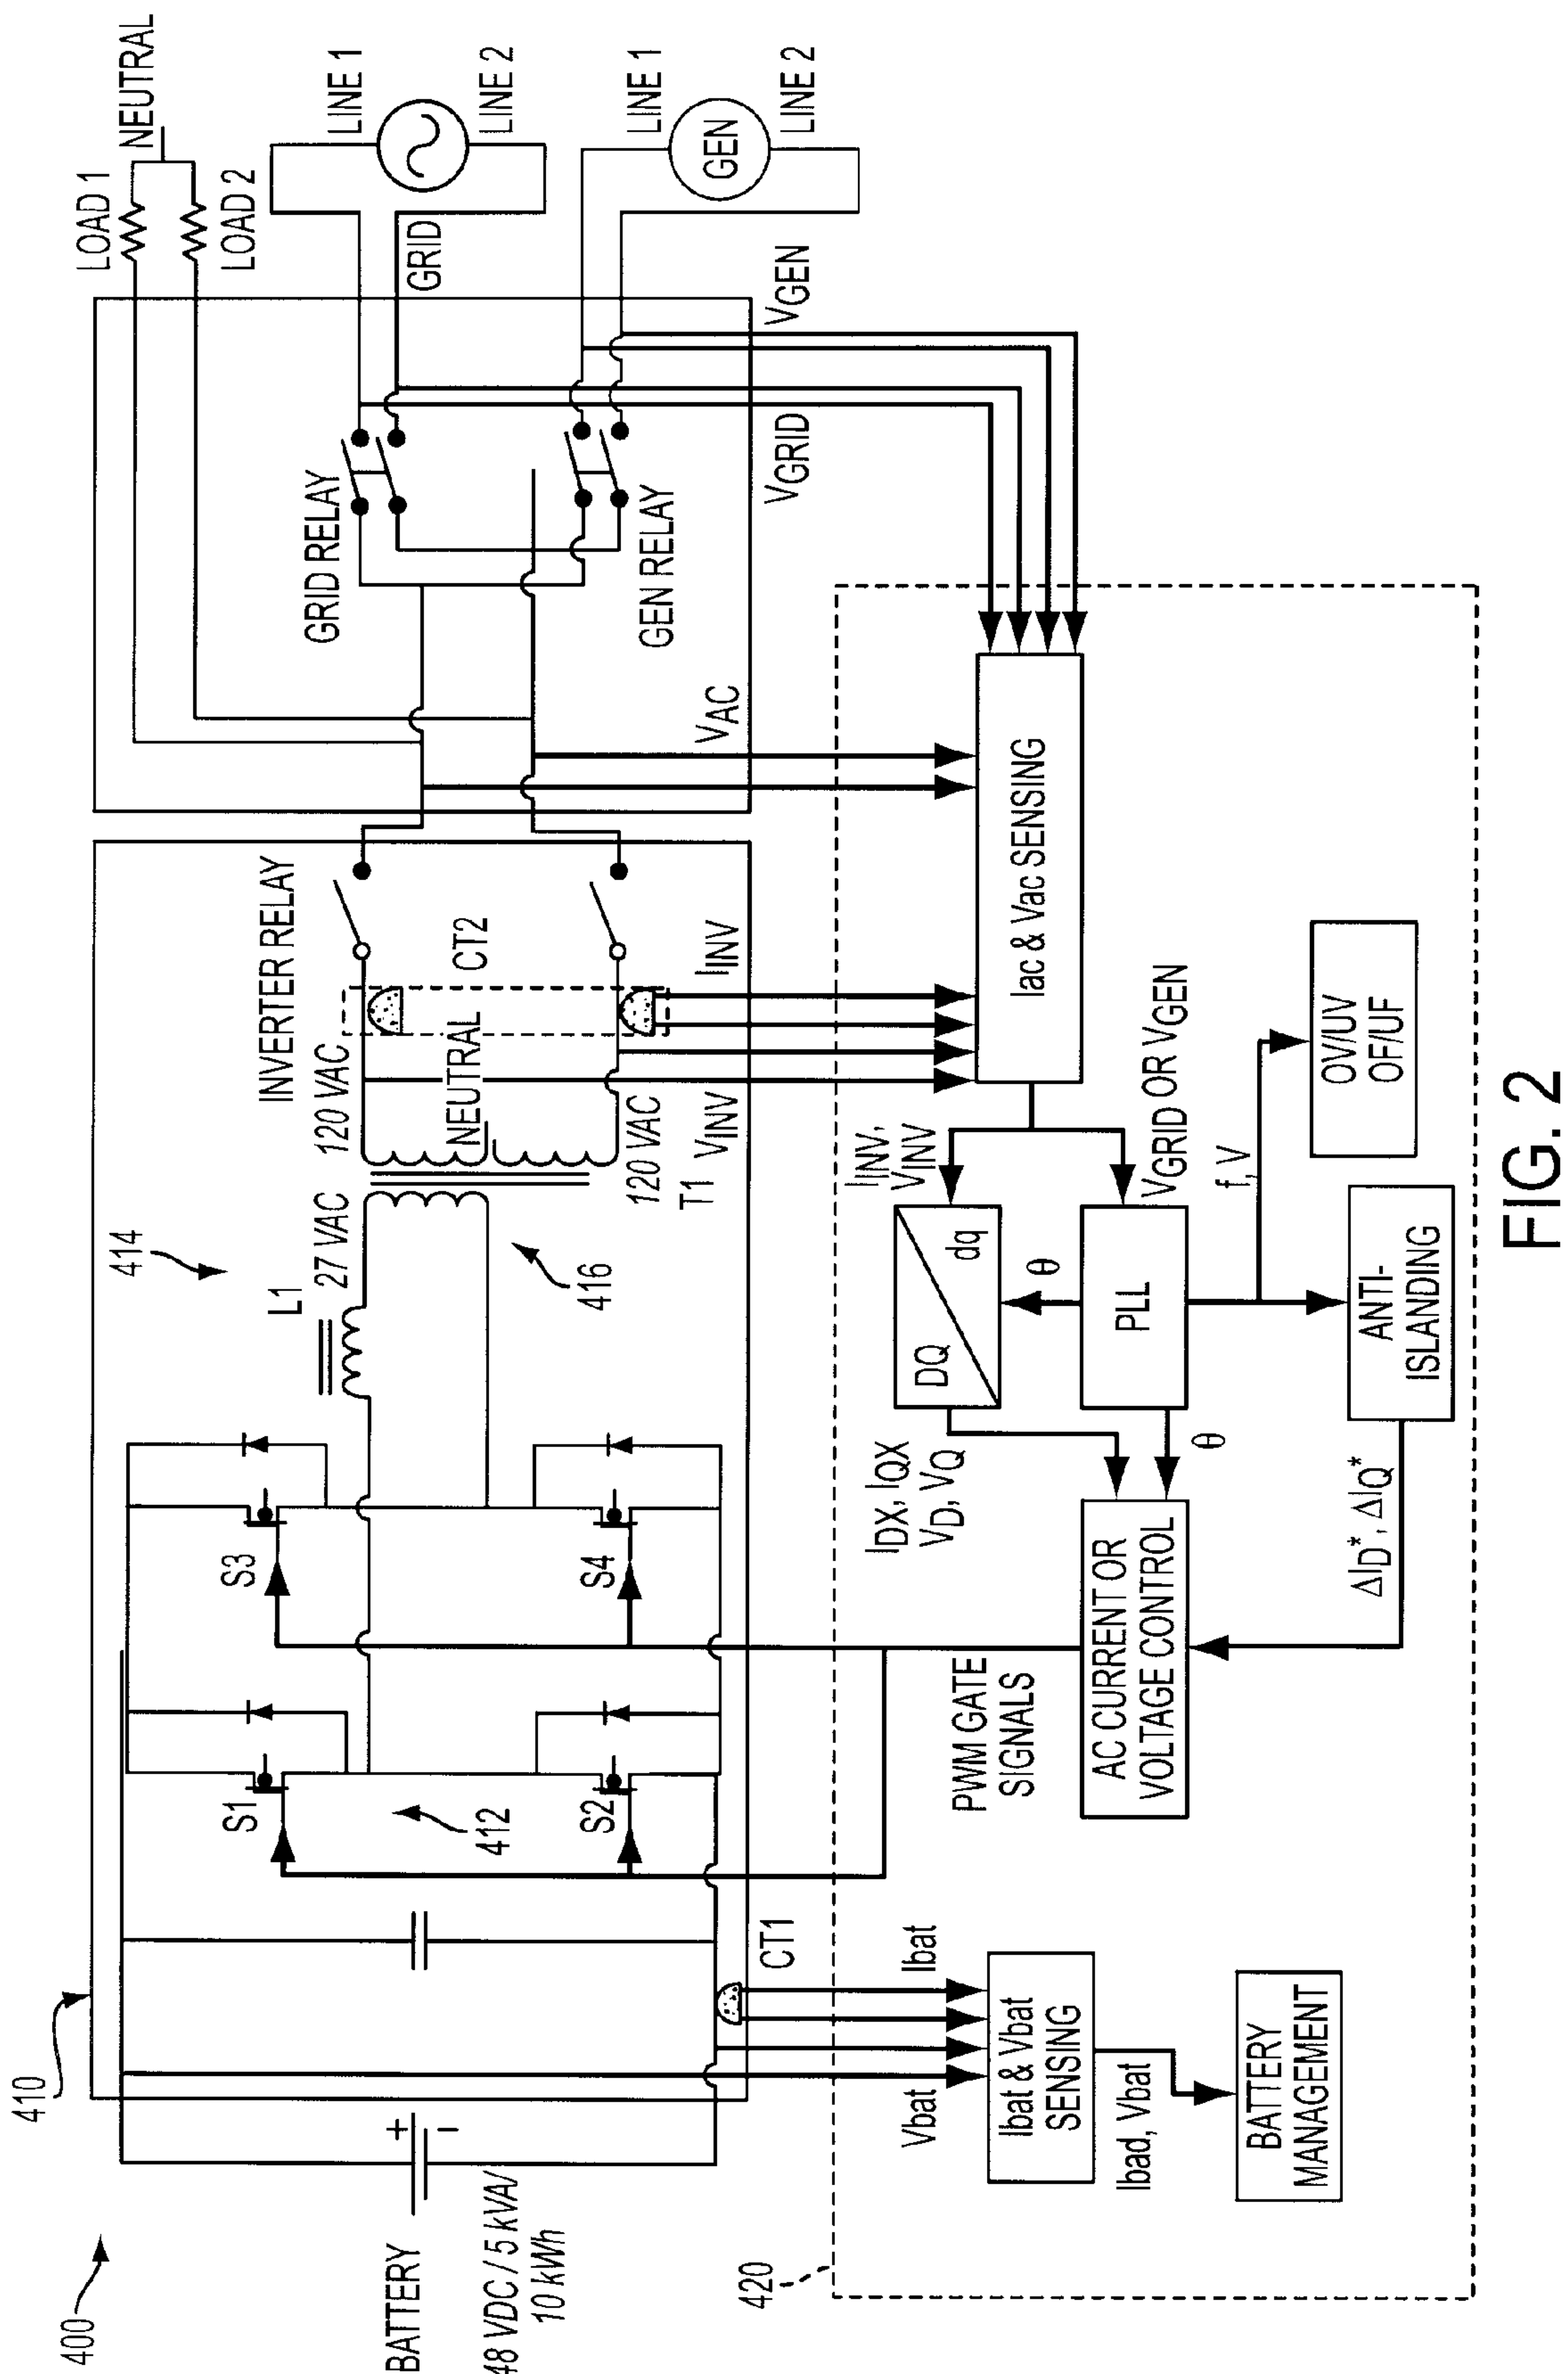 400
410
BATTERY
48 VDC / 5 kVA/
10 kWh
+
−
S1
S2
412
S3
S4
L1
414
27 VAC
416
T1
120 VAC
NEUTRAL
120 VAC
VINV
INVERTER RELAY
CT2
IINV
VAC
GRID RELAY
GEN RELAY
VGRID
VGEN
GRID
LOAD 1
LOAD 2
NEUTRAL
LINE 1
LINE 2
LINE 1
GEN
LINE 2
CT1
420
Vbat
Ibat
Ibat & Vbat
SENSING
Ibad, Vbat
BATTERY
MANAGEMENT
PWM GATE
SIGNALS
AC CURRENT OR
VOLTAGE CONTROL
IDX, IQX
VD, VQ
DQ
dq
θ
θ
PLL
IINV,
VINV
VGRID OR VGEN
Iac & Vac SENSING
f, V
OV/UV
OF/UF
ANTI-
ISLANDING
ΔID*, ΔIQ*
FIG. 2